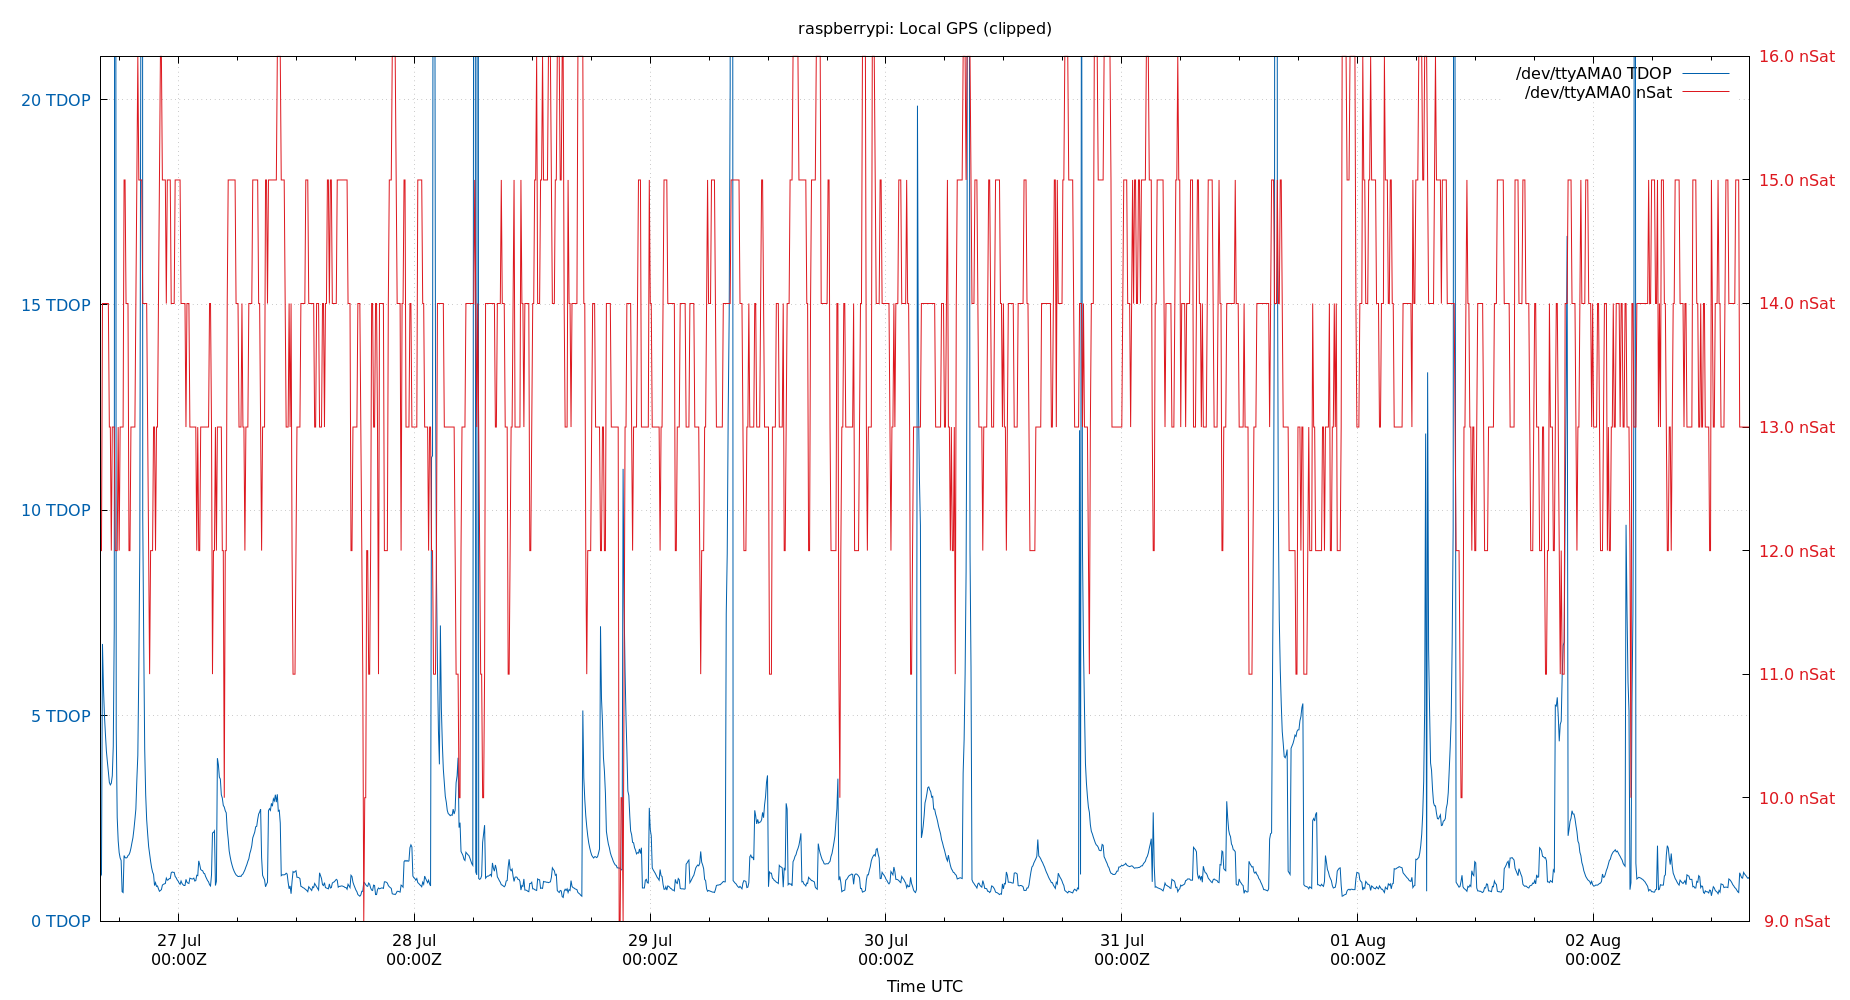 raspberrypi: Local GPS (clipped)
/dev/ttyAMA0 TDOP
/dev/ttyAMA0 nSat
20 TDOP
15 TDOP
10 TDOP
5 TDOP
0 TDOP
16.0 nSat
15.0 nSat
14.0 nSat
13.0 nSat
12.0 nSat
11.0 nSat
10.0 nSat
9.0 nSat
27 Jul
00:00Z
28 Jul
00:00Z
29 Jul
00:00Z
30 Jul
00:00Z
31 Jul
00:00Z
01 Aug
00:00Z
02 Aug
00:00Z
Time UTC